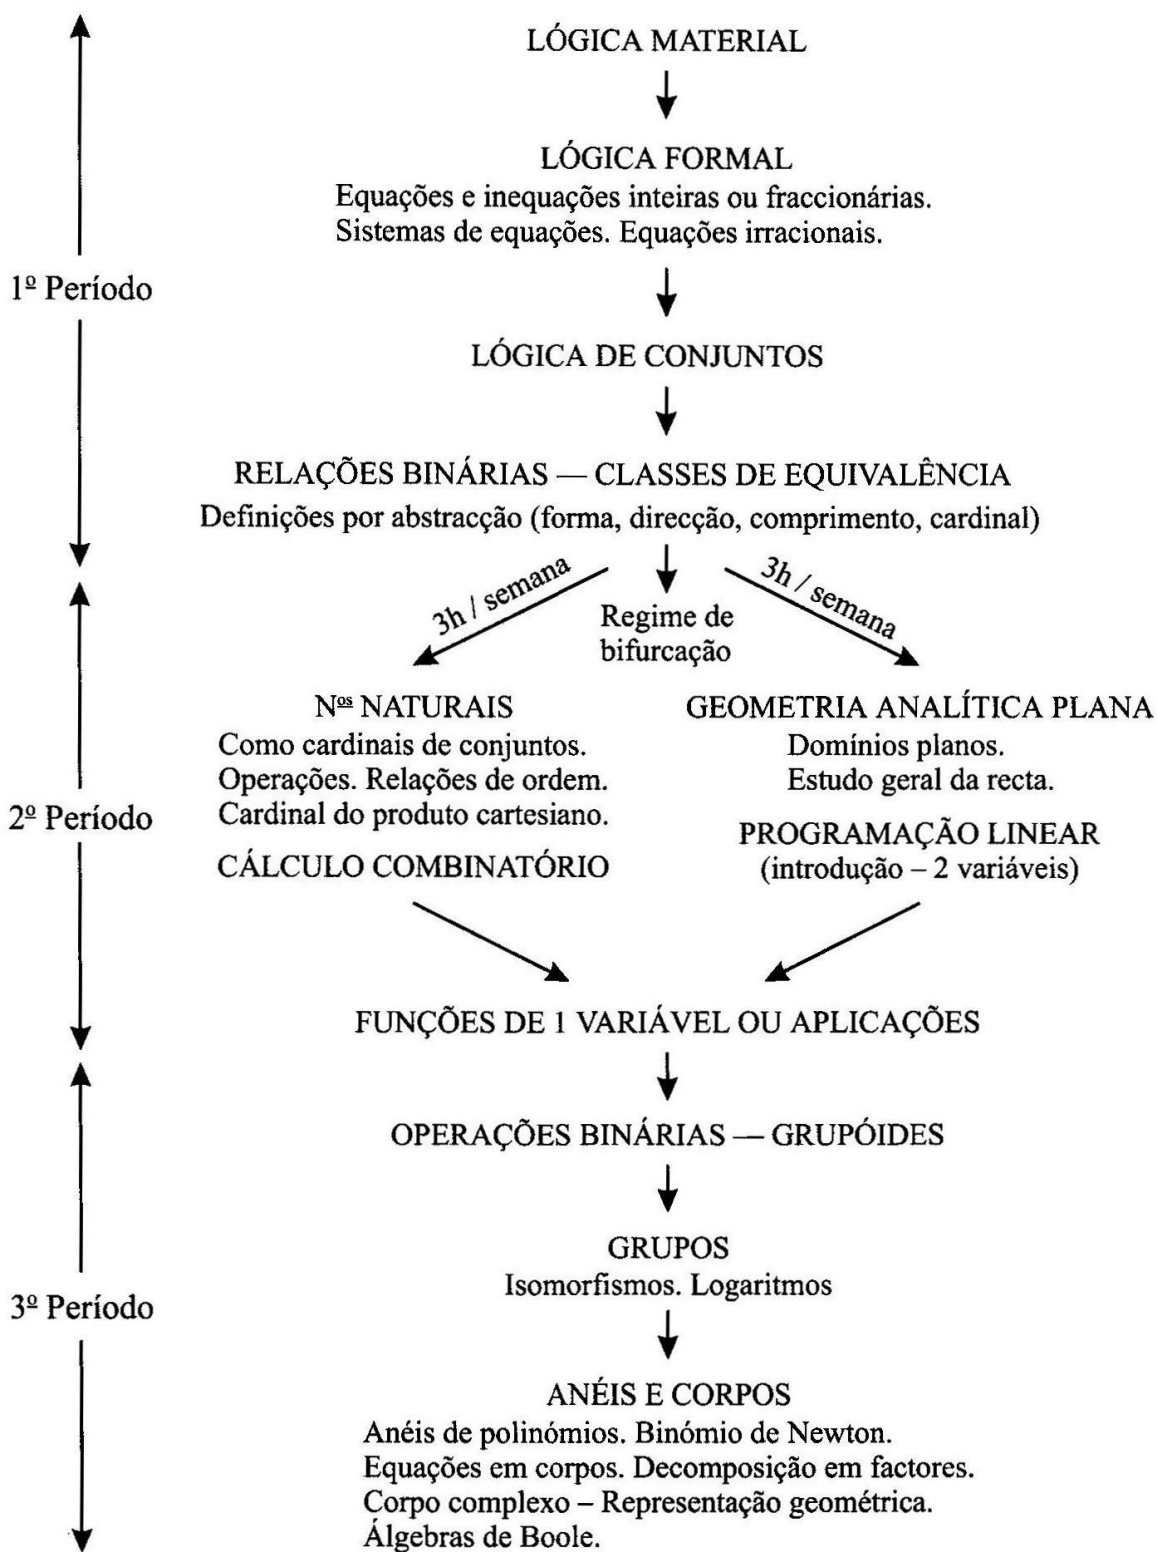 LÓGICA MATERIAL
LÓGICA FORMAL
Equações e inequações inteiras ou fraccionárias.
Sistemas de equações. Equações irracionais.
1º Período
LÓGICA DE CONJUNTOS
RELAÇÕES BINÁRIAS — CLASSES DE EQUIVALÊNCIA
Definições por abstracção (forma, direcção, comprimento, cardinal)
3h / semana
Regime de
bifurcação
3h / semana
2º Período
Nºˢ NATURAIS
Como cardinais de conjuntos.
Operações. Relações de ordem.
Cardinal do produto cartesiano.
CÁLCULO COMBINATÓRIO
GEOMETRIA ANALÍTICA PLANA
Domínios planos.
Estudo geral da recta.
PROGRAMAÇÃO LINEAR
(introdução – 2 variáveis)
FUNÇÕES DE 1 VARIÁVEL OU APLICAÇÕES
OPERAÇÕES BINÁRIAS — GRUPÓIDES
GRUPOS
Isomorfismos. Logaritmos
3º Período
ANÉIS E CORPOS
Anéis de polinómios. Binómio de Newton.
Equações em corpos. Decomposição em factores.
Corpo complexo – Representação geométrica.
Álgebras de Boole.